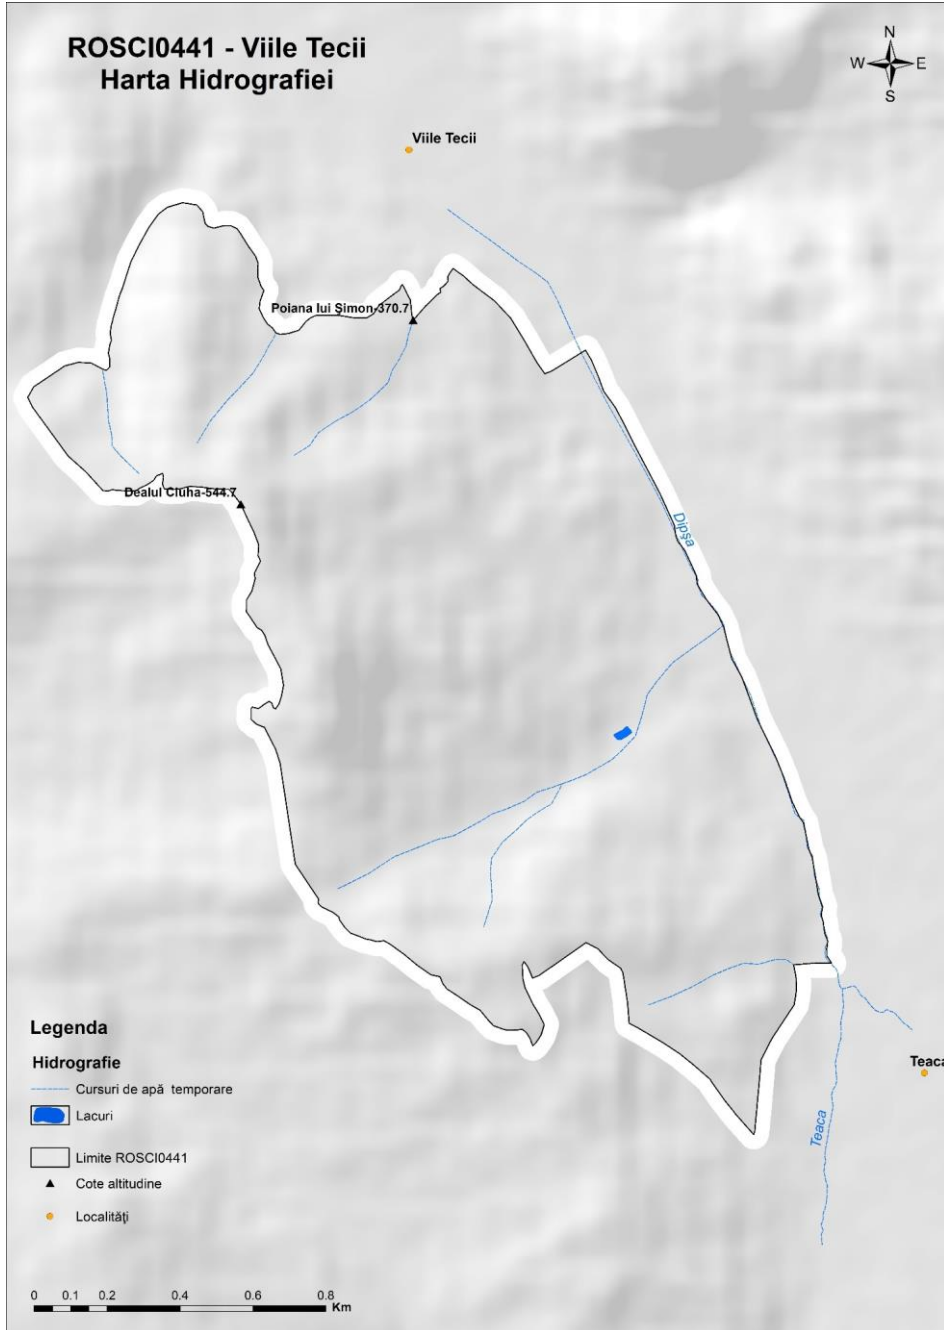 ROSCI0441 - Viile Tecii
Harta Hidrografiei
N
W E
S
Viile Tecii
Poiana lui Şimon-370.7
Dealul Ciuha-544.7
Dipşa
Teaca
Teaca
Legenda
Hidrografie
Cursuri de apă temporare
Lacuri
Limite ROSCI0441
Cote altitudine
Localităţi
0 0.1 0.2 0.4 0.6 0.8
Km